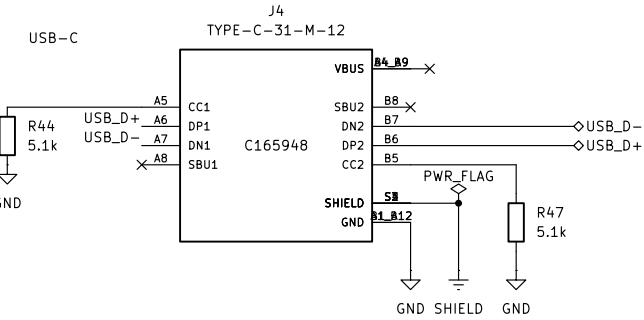 J4
TYPE-C-31-M-12
USB-C
VBUS
A5 CC1
SBU2 B8
USB_D+ A6 DP1
DN2 B7 USB_D-
R44
5.1k
USB_D- A7 DN1
C165948
DP2 B6 USB_D+
A8 SBU1
CC2 B5
PWR_FLAG
GND
SHIELD
R47
5.1k
GND
GND SHIELD GND